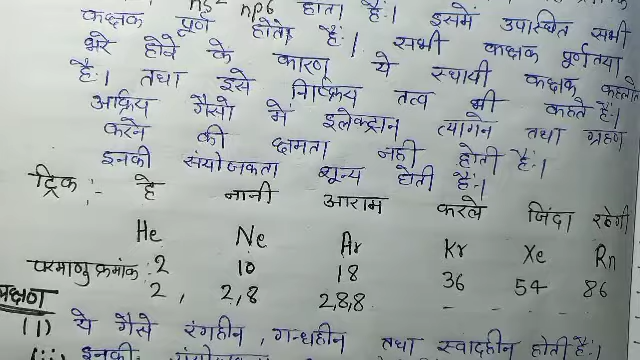 ns² np6 होता है।
कक्षक पूर्ण होते है:। इसमें उपास्थित सभी
भरे होवे के कारण सभी कक्षक पूर्णतया
है:। तथा इसे ये स्थायी कक्षक कहलाते
अक्रिय गैसो में निष्क्रिय तत्व भी कहते हैं:।
करने की क्षमता इलेक्ट्रान त्यागेन तथा ग्रहण
इनकी संयोजकता नही होती है:।
शून्य होती है:।
ट्रिक :- हे नानी आराम करले जिंदा रहेगी
He Ne Ar Kr Xe Rn
परमाणु क्रमांक : 2 10 18 36 54 86
2, 2,8 2,8,8 - - -
लक्षण
(i) ये गैसे रंगहीन, गन्धहीन तथा स्वादहीन होती है:।
(ii) इनकी